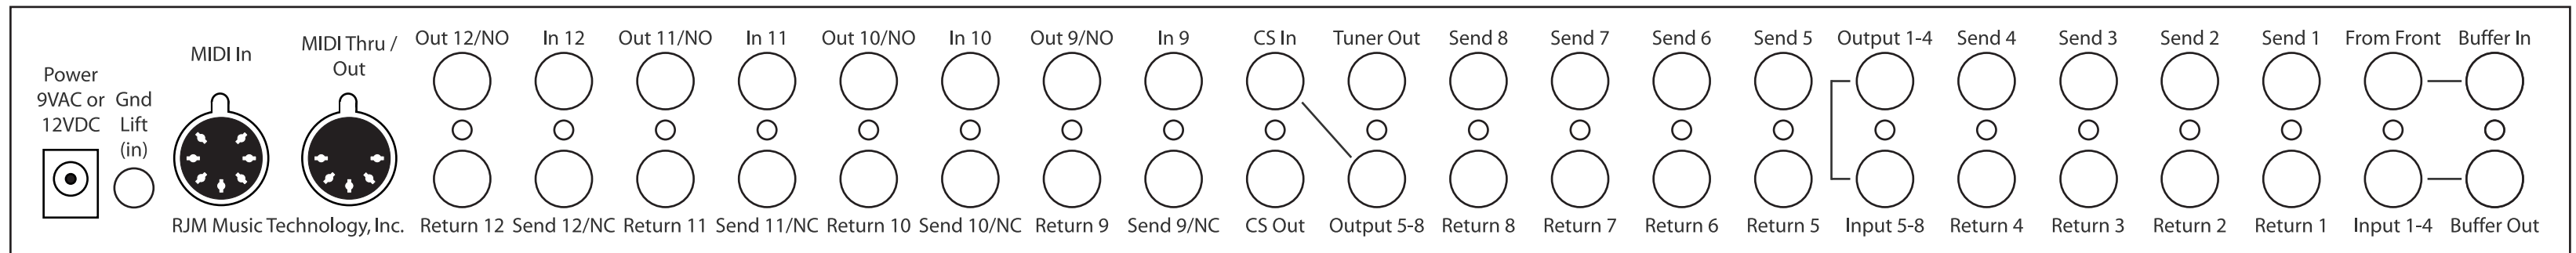 Power
9VAC or
12VDC
Gnd
Lift
(in)
MIDI In
MIDI Thru /
Out
RJM Music Technology, Inc.
Out 12/NO In 12 Out 11/NO In 11 Out 10/NO In 10 Out 9/NO In 9 CS In Tuner Out Send 8 Send 7 Send 6 Send 5 Output 1-4 Send 4 Send 3 Send 2 Send 1 From Front Buffer In
Return 12 Send 12/NC Return 11 Send 11/NC Return 10 Send 10/NC Return 9 Send 9/NC CS Out Output 5-8 Return 8 Return 7 Return 6 Return 5 Input 5-8 Return 4 Return 3 Return 2 Return 1 Input 1-4 Buffer Out